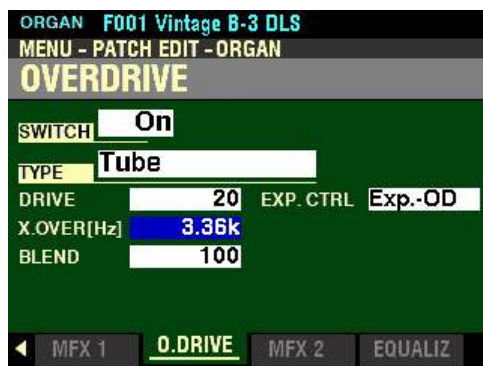 ORGAN F001 Vintage B-3 DLS
MENU - PATCH EDIT - ORGAN
OVERDRIVE
SWITCH On
TYPE Tube
DRIVE 20 EXP. CTRL Exp.-OD
X.OVER[Hz] 3.36k
BLEND 100
MFX 1 O.DRIVE MFX 2 EQUALIZ